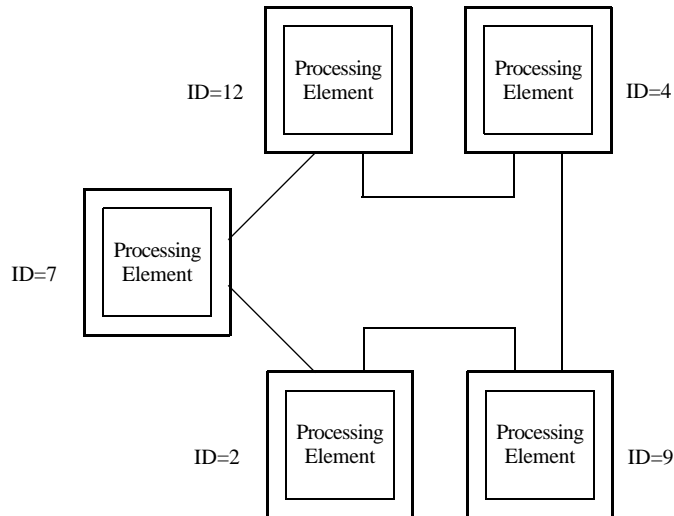 Processing
Element
ID=12
Processing
Element
ID=4
Processing
Element
ID=7
Processing
Element
ID=2
Processing
Element
ID=9